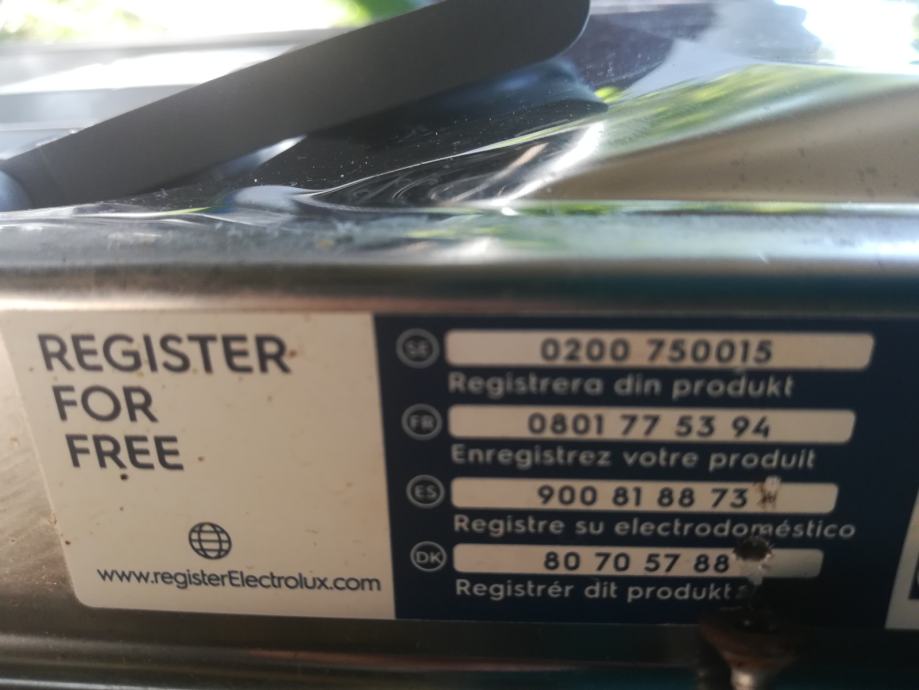 REGISTER
FOR
FREE
www.registerElectrolux.com
SE 0200 750015
Registrera din produkt
FR 0801 77 53 94
Enregistrez votre produit
ES 900 81 88 73
Registre su electrodoméstico
DK 80 70 57 88
Registrér dit produkt